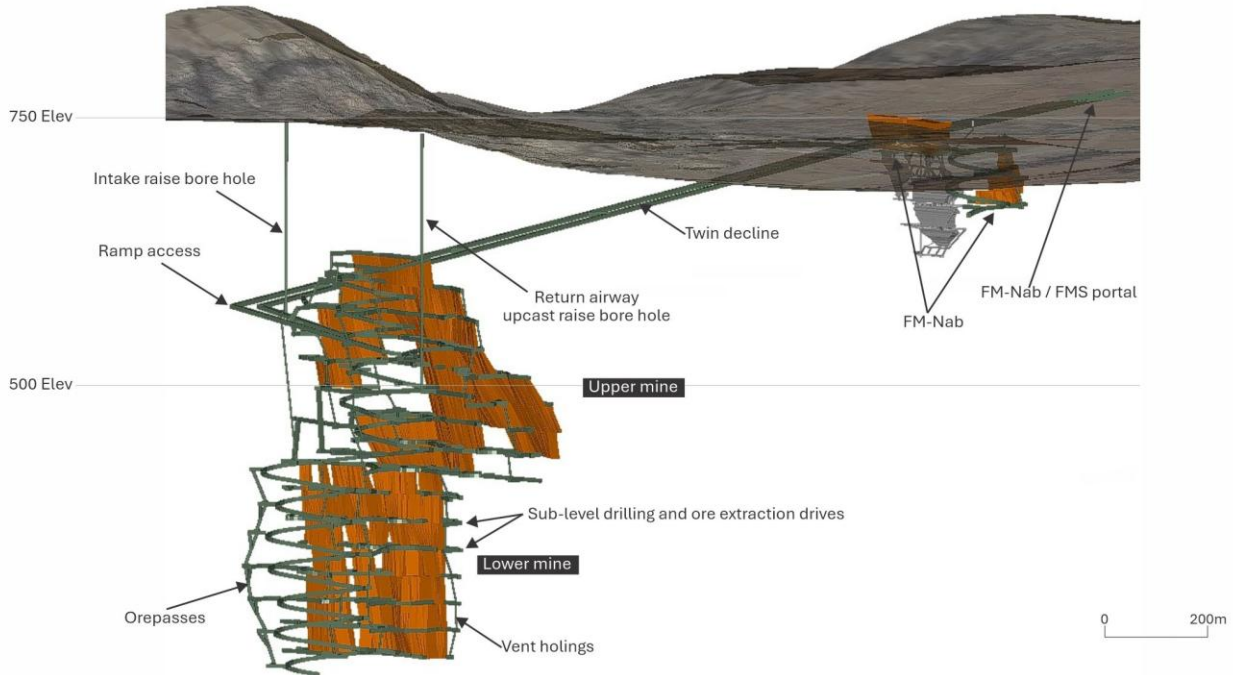 750 Elev
Intake raise bore hole
Ramp access
Twin decline
Return airway
upcast raise bore hole
FM-Nab / FMS portal
FM-Nab
500 Elev
Upper mine
Sub-level drilling and ore extraction drives
Lower mine
Orepasses
Vent holings
0
200m